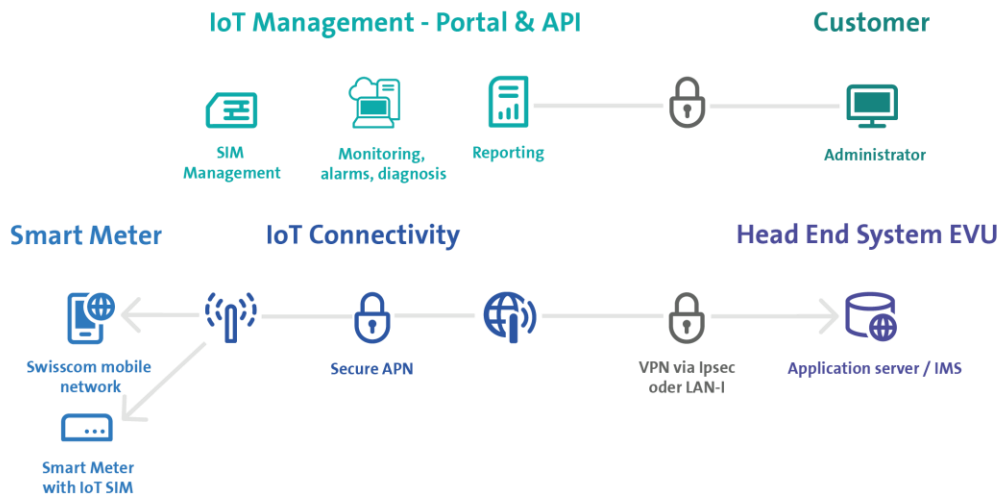 IoT Management - Portal & API
Customer
SIM
Management
Monitoring,
alarms, diagnosis
Reporting
Administrator
Smart Meter
IoT Connectivity
Head End System EVU
Swisscom mobile
network
Secure APN
VPN via Ipsec
oder LAN-I
Application server / IMS
Smart Meter
with IoT SIM